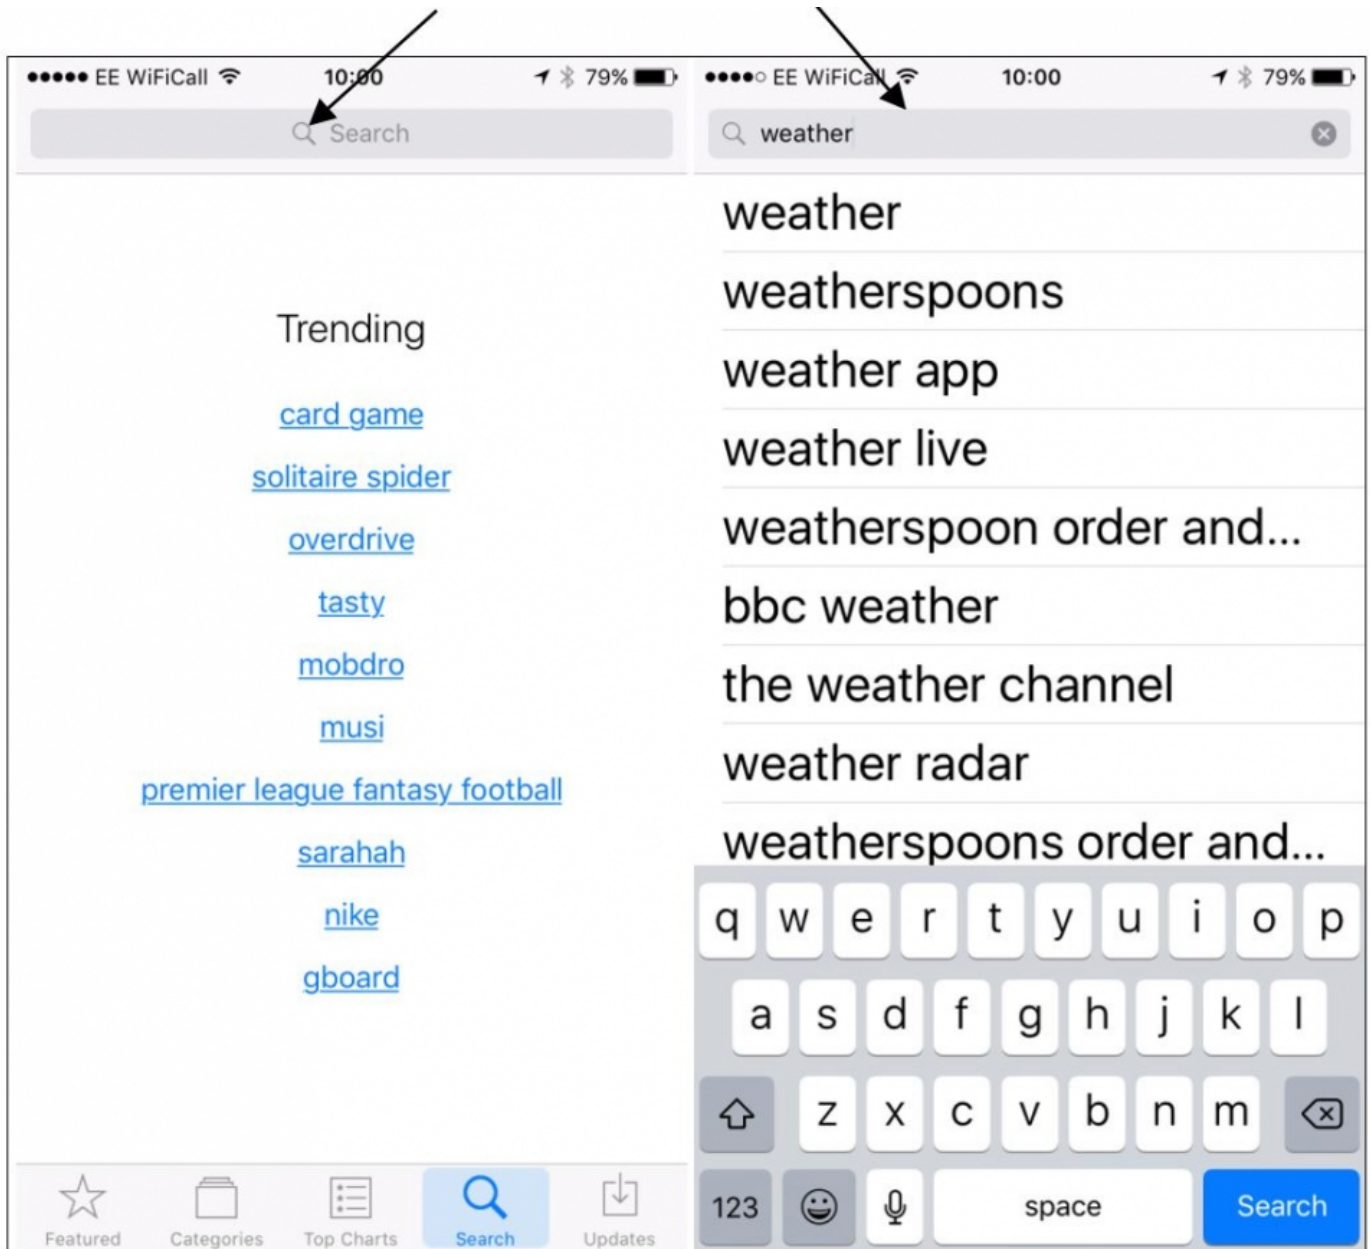 EE WiFiCall 10:00 79%
Search
Trending
card game
solitaire spider
overdrive
tasty
mobdro
musi
premier league fantasy football
sarahah
nike
gboard
Featured Categories Top Charts Search Updates
EE WiFiCall 10:00 79%
weather
weather
weatherspoons
weather app
weather live
weatherspoon order and...
bbc weather
the weather channel
weather radar
weatherspoons order and...
q w e r t y u i o p
a s d f g h j k l
z x c v b n m
123 space Search